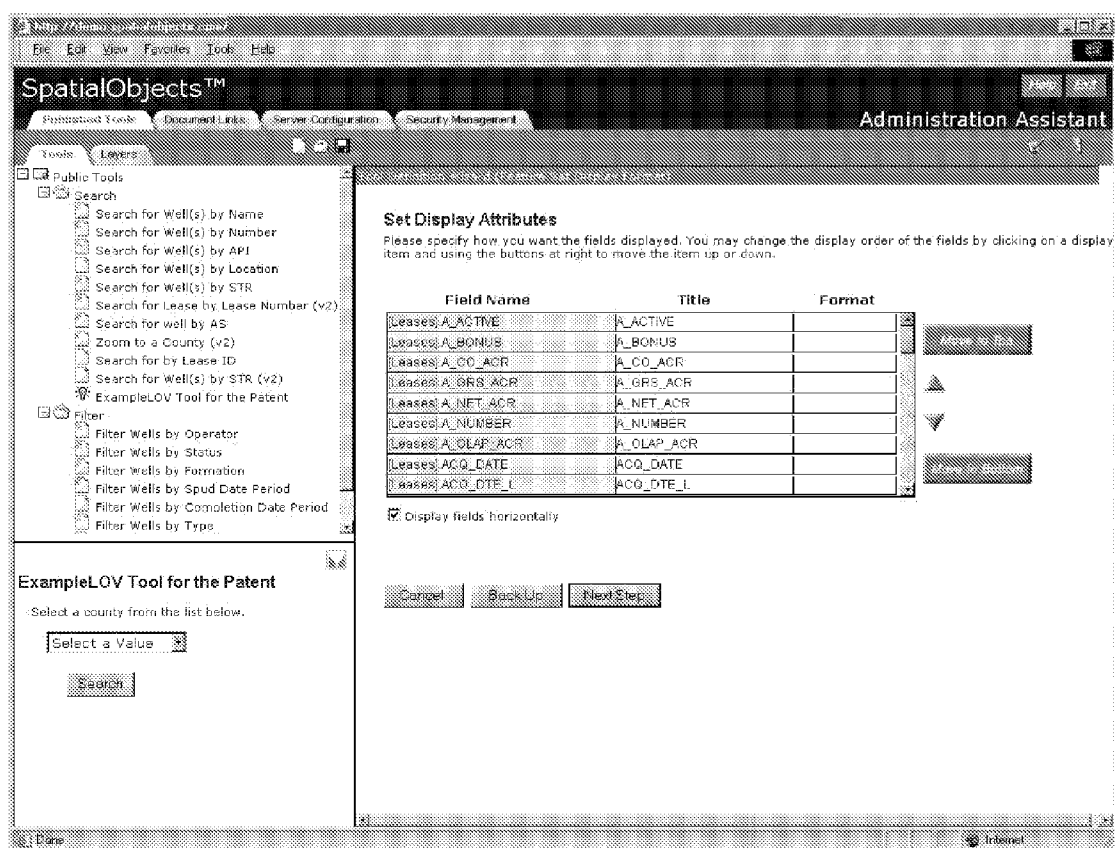 File Edit View Favorites Tools Help
SpatialObjects™
Help Exit
Published Tools Document Links Server Configuration Security Management
Administration Assistant
Tools Layers
Public Tools
Search
Search for Well(s) by Name
Search for Well(s) by Number
Search for Well(s) by API
Search for Well(s) by Location
Search for Well(s) by STR
Search for Lease by Lease Number (v2)
Search for well by AS
Zoom to a County (v2)
Search for by Lease ID
Search for Well(s) by STR (v2)
ExampleLOV Tool for the Patent
Filter
Filter Wells by Operator
Filter Wells by Status
Filter Wells by Formation
Filter Wells by Spud Date Period
Filter Wells by Completion Date Period
Filter Wells by Type
Set Display Attributes
Please specify how you want the fields displayed. You may change the display order of the fields by clicking on a display
item and using the buttons at right to move the item up or down.
Field Name Title Format
[Leases].A_ACTIVE A_ACTIVE
[Leases].A_BONUS A_BONUS
[Leases].A_CO_ACR A_CO_ACR
[Leases].A_GRS_ACR A_GRS_ACR
[Leases].A_NET_ACR A_NET_ACR
[Leases].A_NUMBER A_NUMBER
[Leases].A_OLAP_ACR A_OLAP_ACR
[Leases].ACQ_DATE ACQ_DATE
[Leases].ACQ_DTE_L ACQ_DTE_L
Move to Top
Move to Bottom
Display fields horizontally
Cancel Back Up Next Step
ExampleLOV Tool for the Patent
Select a county from the list below.
Select a Value
Search
Done
Internet